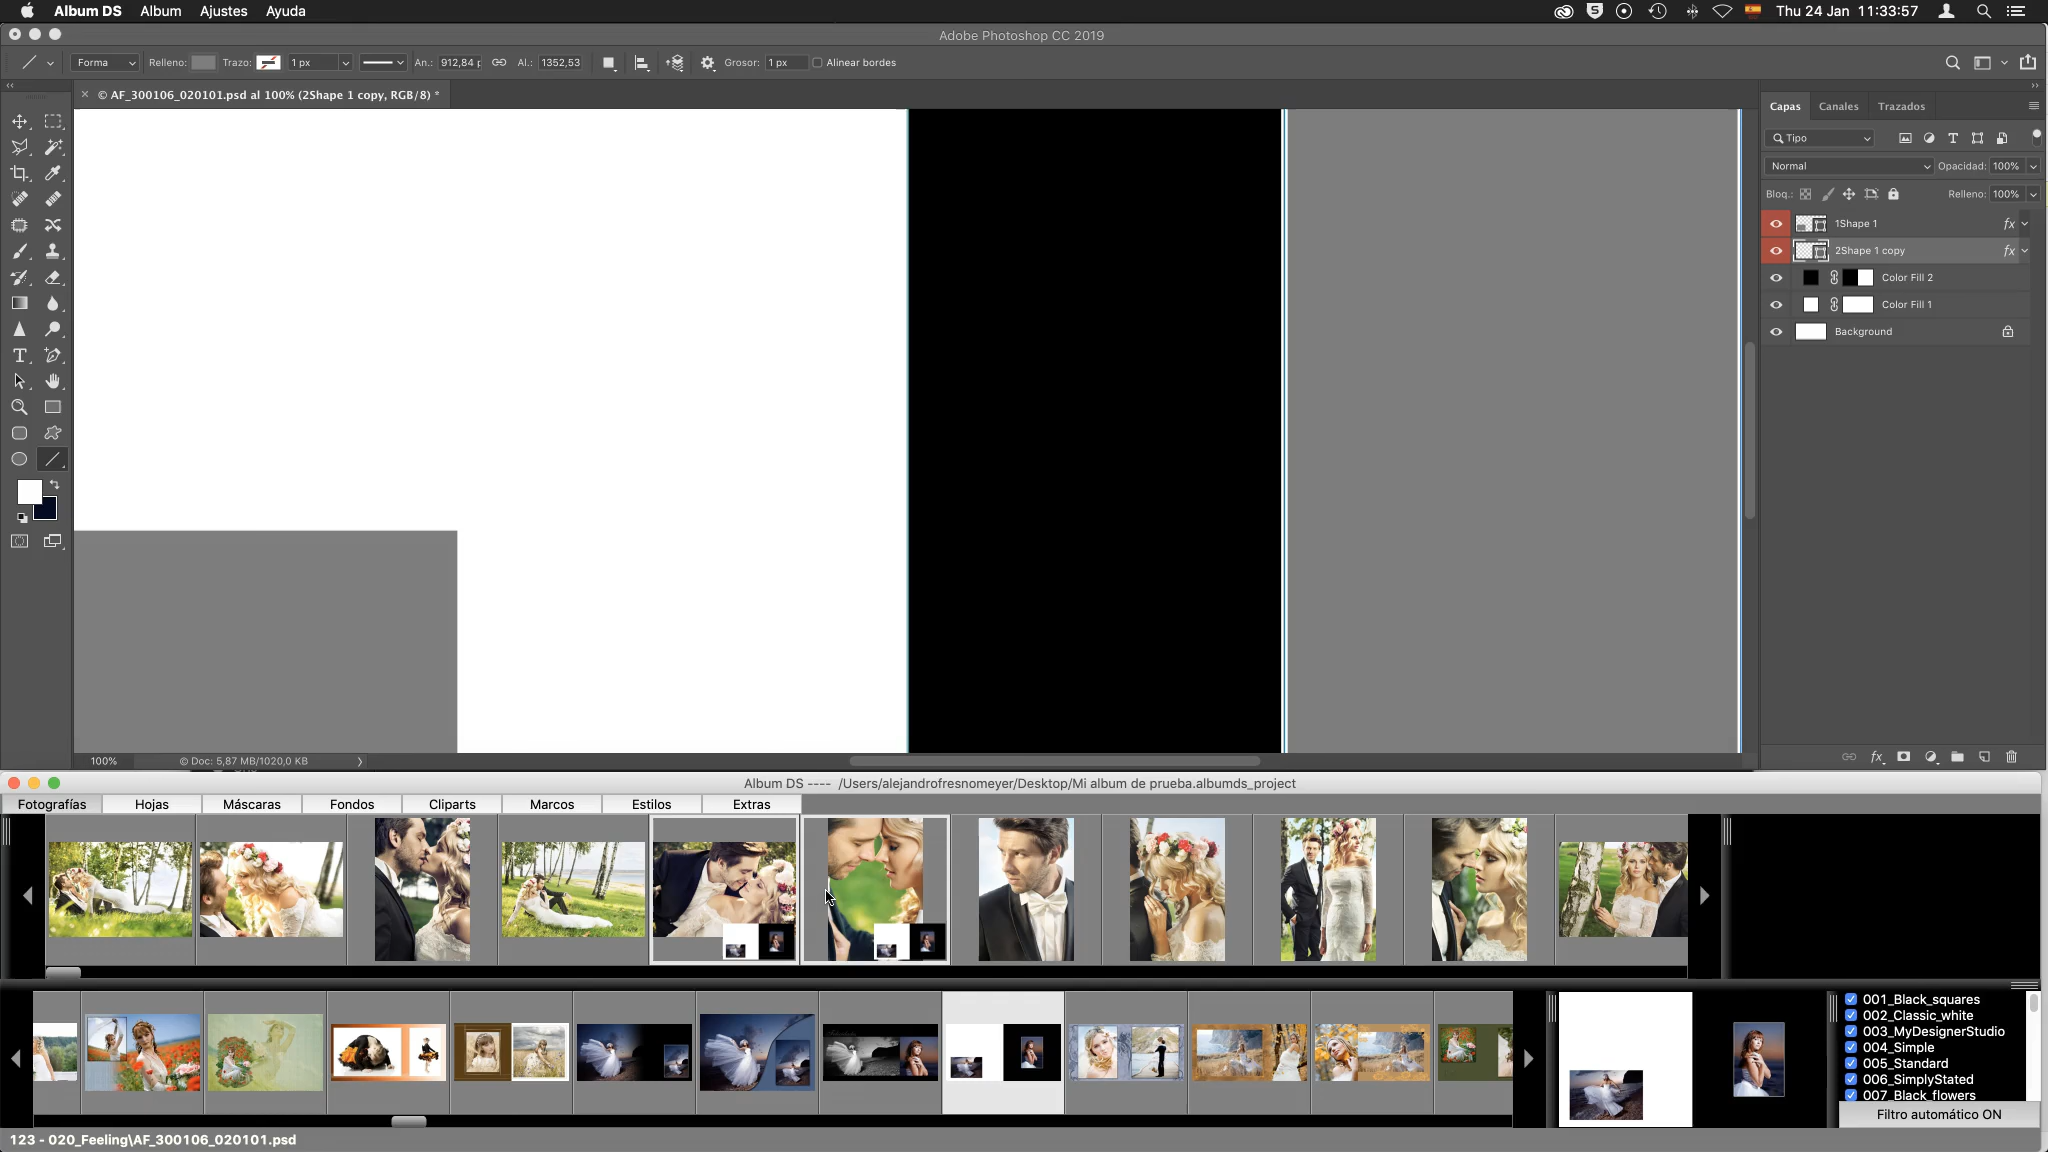 Album DS Album Ajustes Ayuda Thu 24 Jan 11:33:57
Adobe Photoshop CC 2019
Forma Relleno: Trazo: 1 px An.: 912,84 Al.: 1352,53 Grosor: 1 px Alinear bordes
© AF_300106_020101.psd al 100% (2Shape 1 copy, RGB/8) *
Capas Canales Trazados
Tipo
Normal Opacidad: 100%
Bloq.: Relleno: 100%
1Shape 1 fx
2Shape 1 copy fx
Color Fill 2
Color Fill 1
Background
100% © Doc: 5,87 MB/1020,0 KB
Album DS ---- /Users/alejandrofresnomeyer/Desktop/Mi album de prueba.albumds_project
Fotografías Hojas Máscaras Fondos Cliparts Marcos Estilos Extras
001_Black_squares
002_Classic_white
003_MyDesignerStudio
004_Simple
005_Standard
006_SimplyStated
007_Black_flowers
Filtro automático ON
123 - 020_Feeling\AF_300106_020101.psd